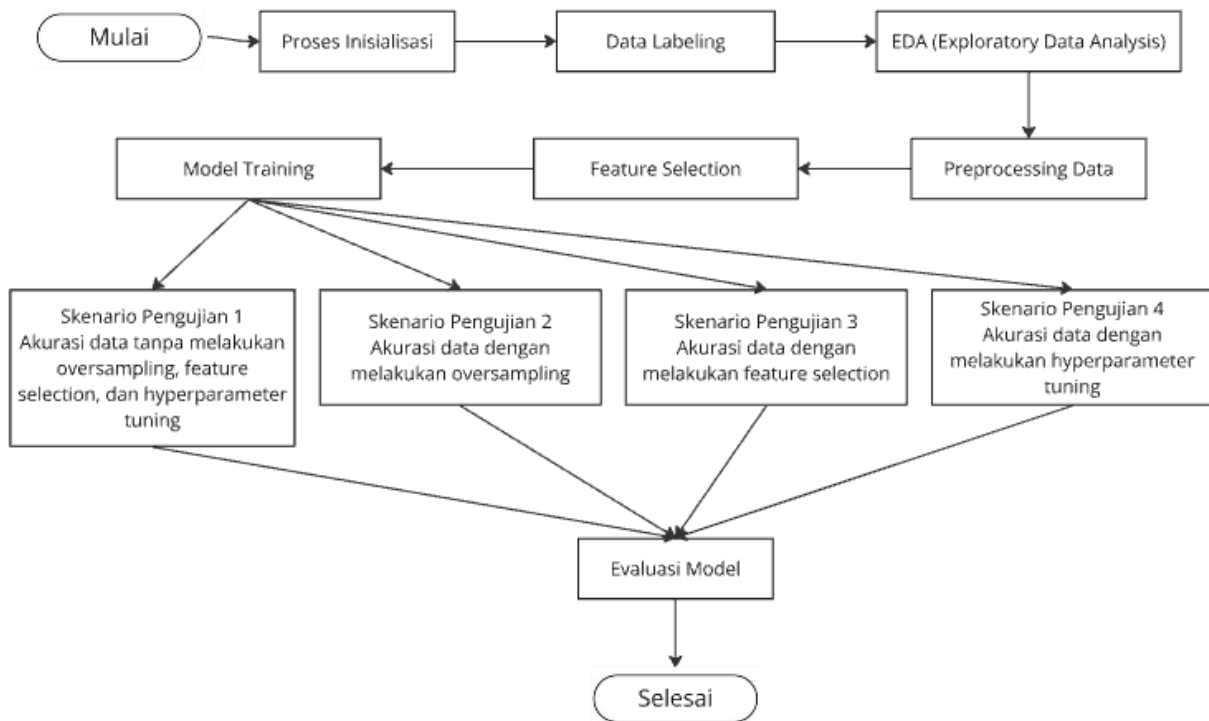 Mulai
Proses Inisialisasi
Data Labeling
EDA (Exploratory Data Analysis)
Preprocessing Data
Feature Selection
Model Training
Skenario Pengujian 1
Akurasi data tanpa melakukan
oversampling, feature
selection, dan hyperparameter
tuning
Skenario Pengujian 2
Akurasi data dengan
melakukan oversampling
Skenario Pengujian 3
Akurasi data dengan
melakukan feature selection
Skenario Pengujian 4
Akurasi data dengan
melakukan hyperparameter
tuning
Evaluasi Model
Selesai